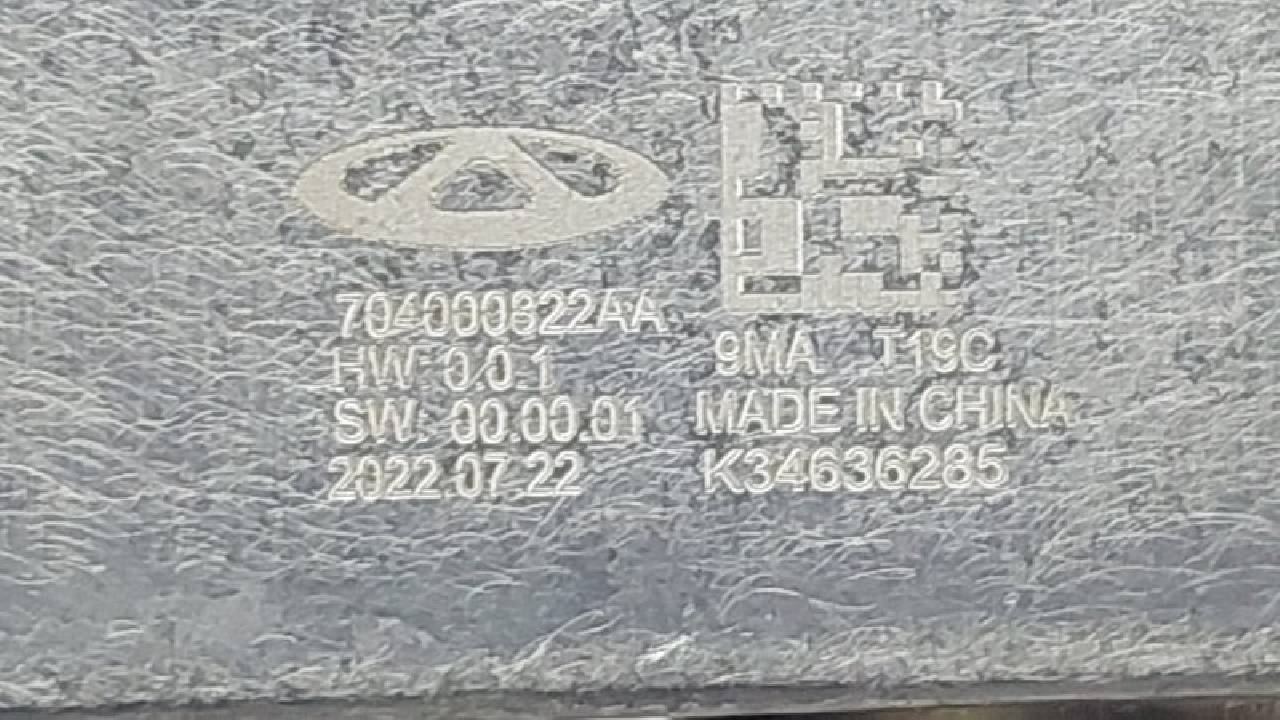 704000822AA
HW: 0.0.1
SW: 00.00.01
2022.07.22
9MA T19C
MADE IN CHINA
K34636285